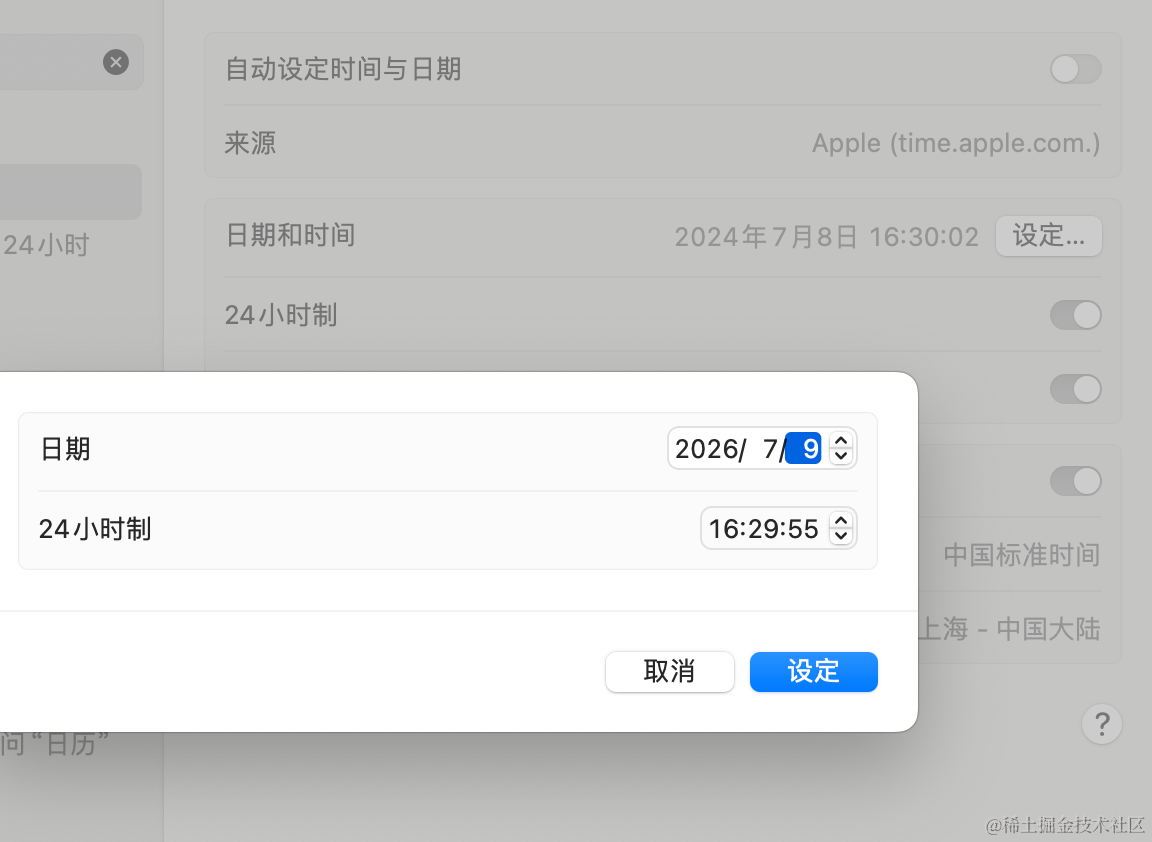 自动设定时间与日期
来源 Apple (time.apple.com.)
日期和时间 2024年7月8日 16:30:02 设定...
24小时
24小时制
日期 2026/ 7/ 9
24小时制 16:29:55
中国标准时间
上海 - 中国大陆
取消 设定
问“日历”
?
@稀土掘金技术社区